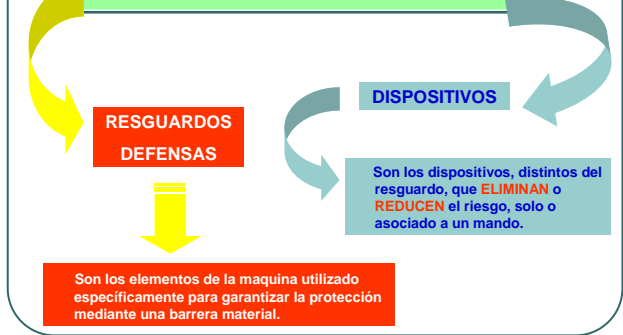 RESGUARDOS
DEFENSAS
DISPOSITIVOS
Son los dispositivos, distintos del
resguardo, que ELIMINAN o
REDUCEN el riesgo, solo o
asociado a un mando.
Son los elementos de la maquina utilizado
específicamente para garantizar la protección
mediante una barrera material.